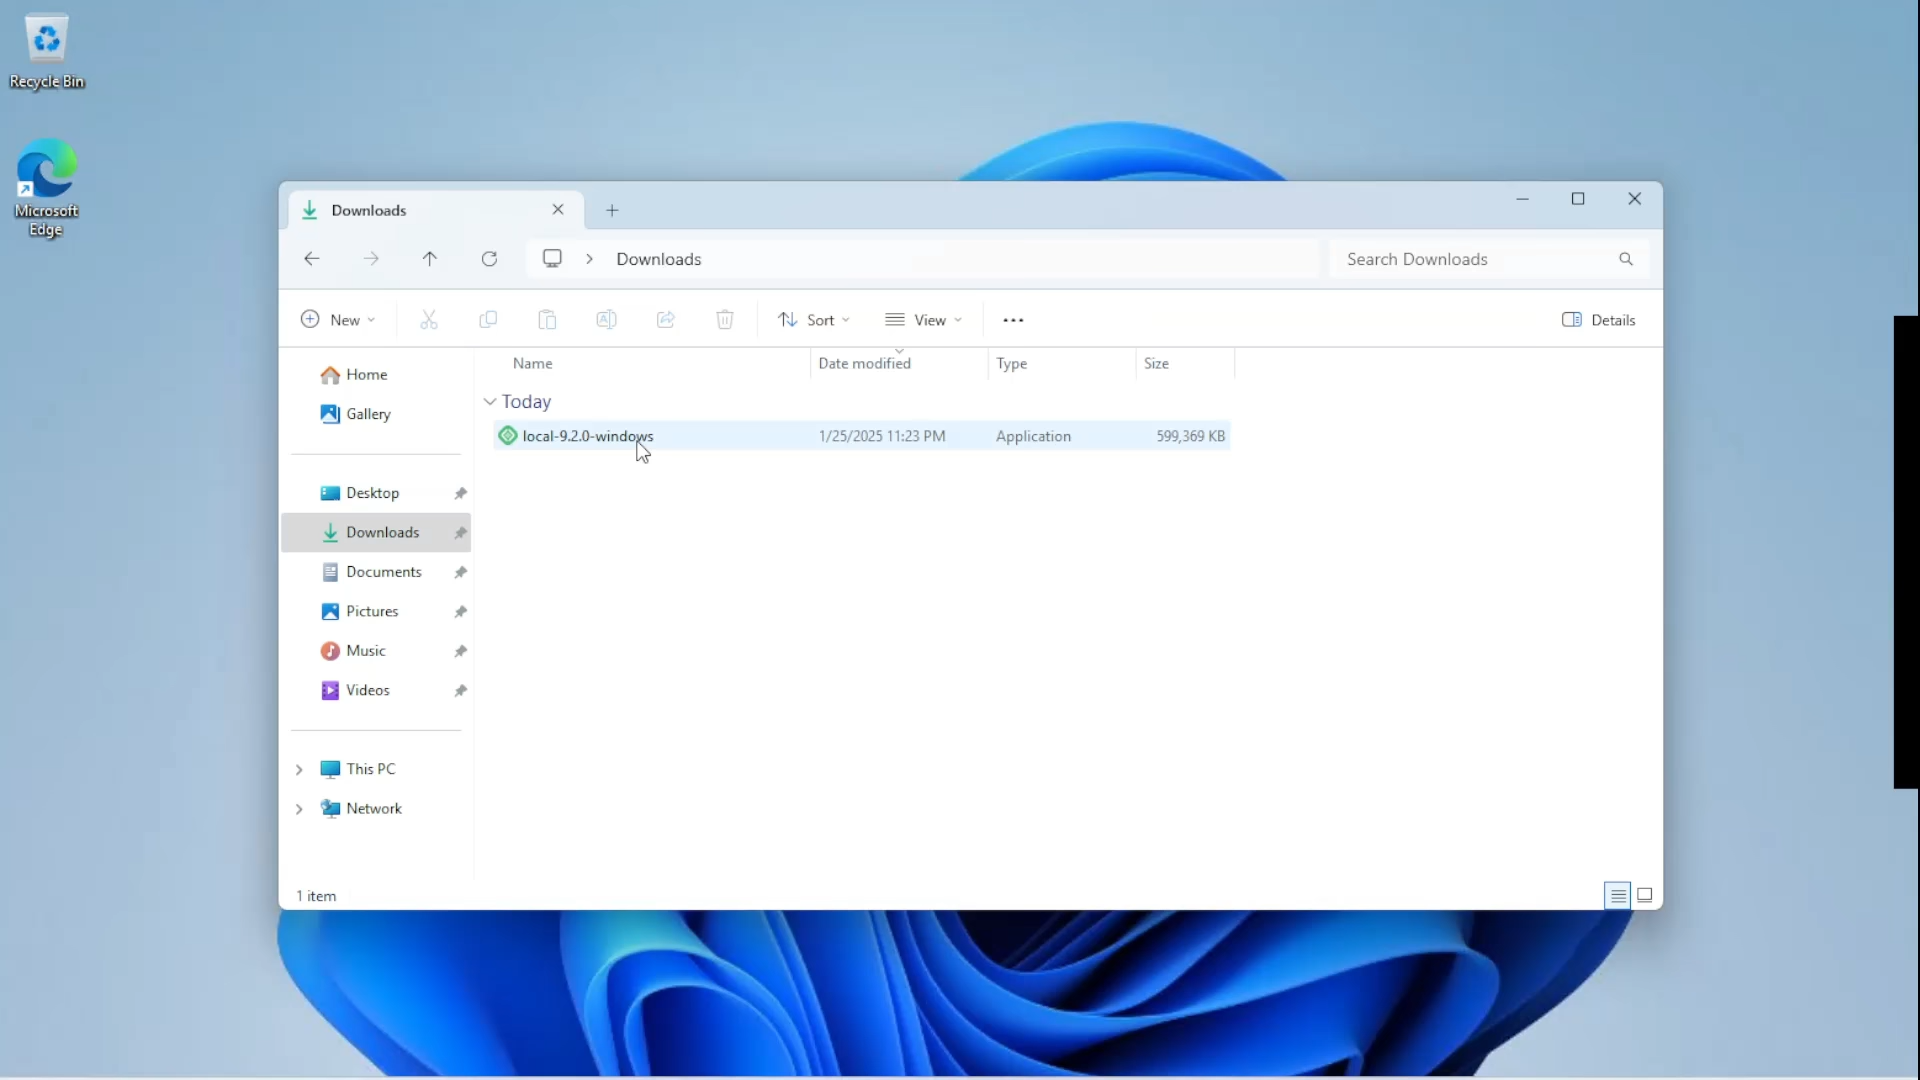 Recycle Bin
Microsoft
Edge
Downloads
Downloads
Search Downloads
New
Sort
View
Details
Home
Gallery
Desktop
Downloads
Documents
Pictures
Music
Videos
This PC
Network
Name Date modified Type Size
Today
local-9.2.0-windows 1/25/2025 11:23 PM Application 599,369 KB
1 item